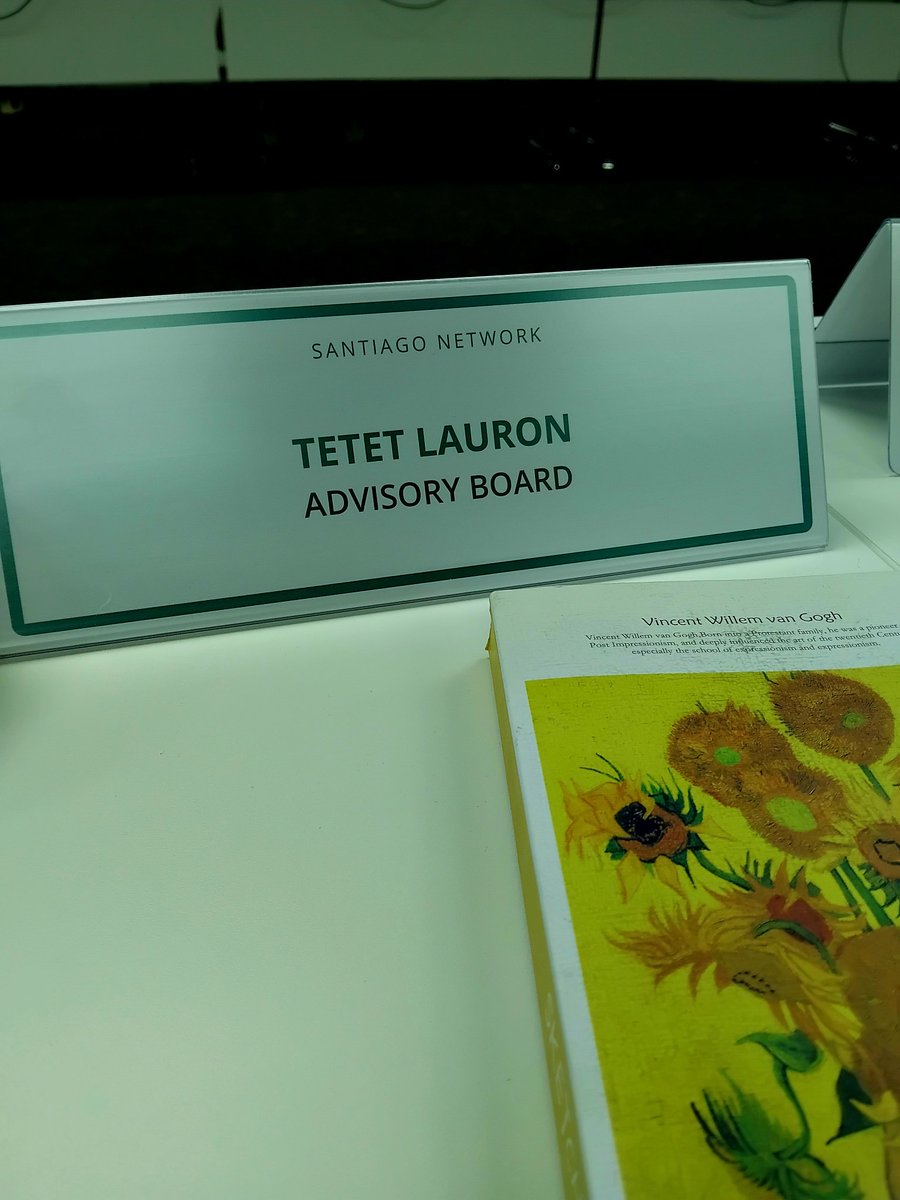 SANTIAGO NETWORK
TETET LAURON
ADVISORY BOARD
Vincent Willem van Gogh
Vincent Willem van Gogh,Born into a Protestant family, he was a pioneer
Post Impressionism, and deeply influenced the art of the twentieth Centu
especially the school of expressionism and expressionism.
SKETCH